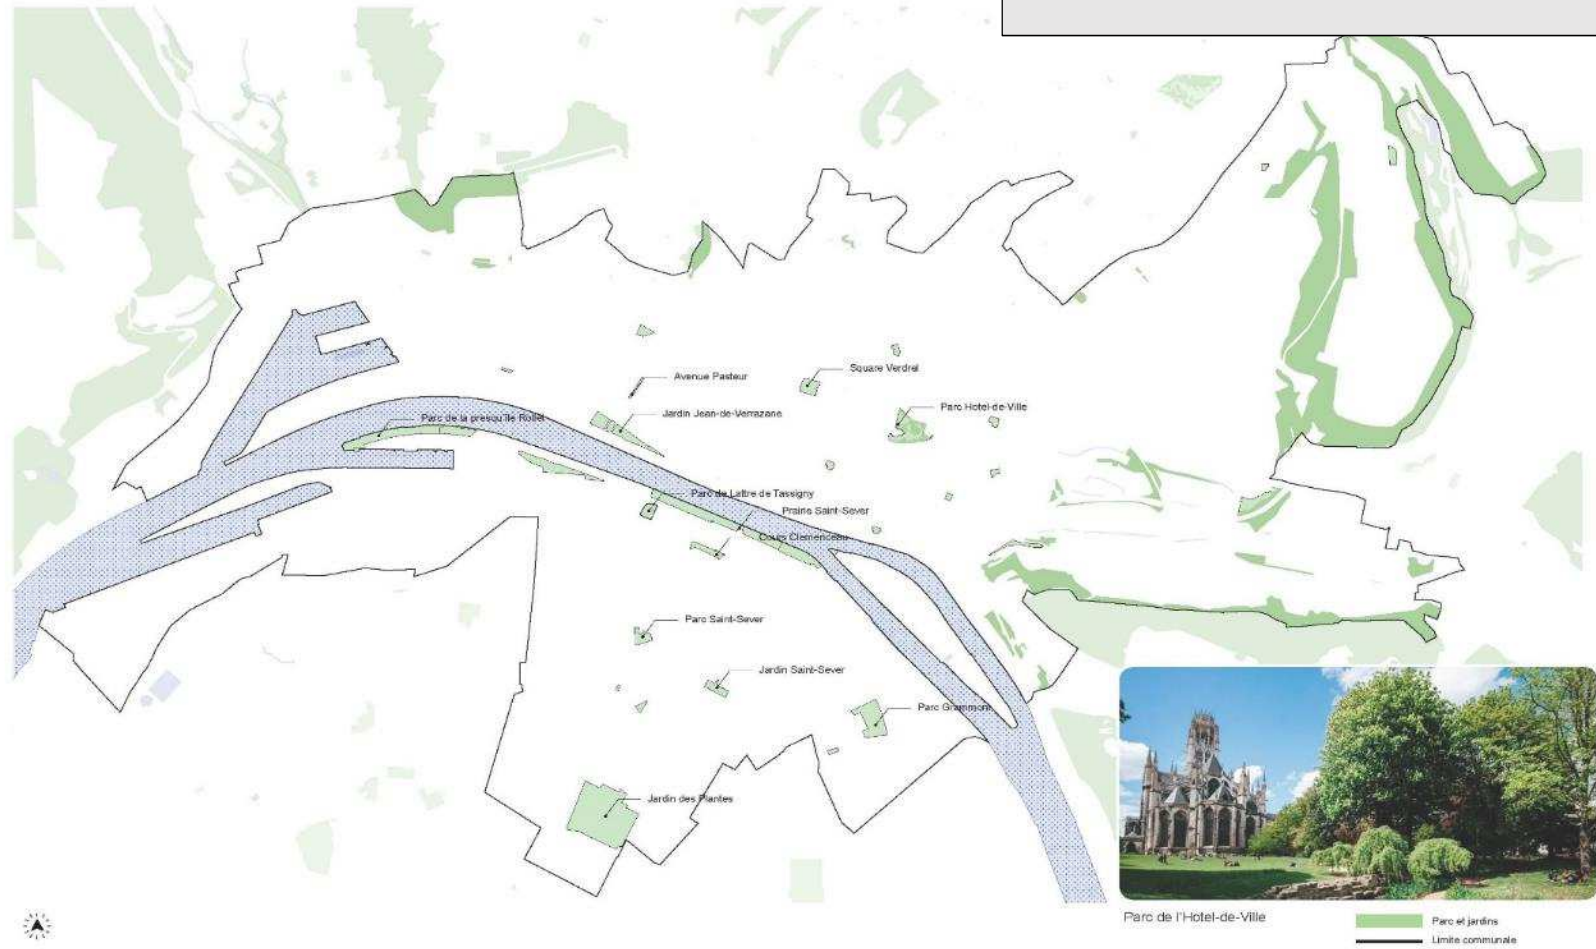 Square Verdrel
Avenue Pasteur
Parc Hotel-de-Ville
Jardin Jean-de-Verrazane
Parc de la presqu'ile Rollet
Parc de Lattre de Tassigny
Prairie Saint-Sever
Cours Clemenceau
Parc Saint-Sever
Jardin Saint-Sever
Parc Grammont
Jardin des Plantes
Parc de l'Hotel-de-Ville
Parc et jardins
Limite communale